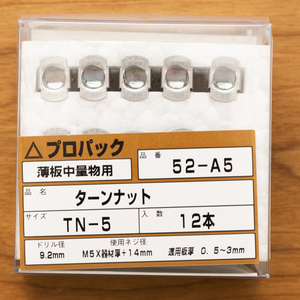 △プロパック
薄板中量物用
品番 52-A5
品名 ターンナット
サイズ TN-5 入数 12本
ドリル径 使用ネジ径
9.2mm M5X器材厚+14mm 適用板厚 0.5~3mm